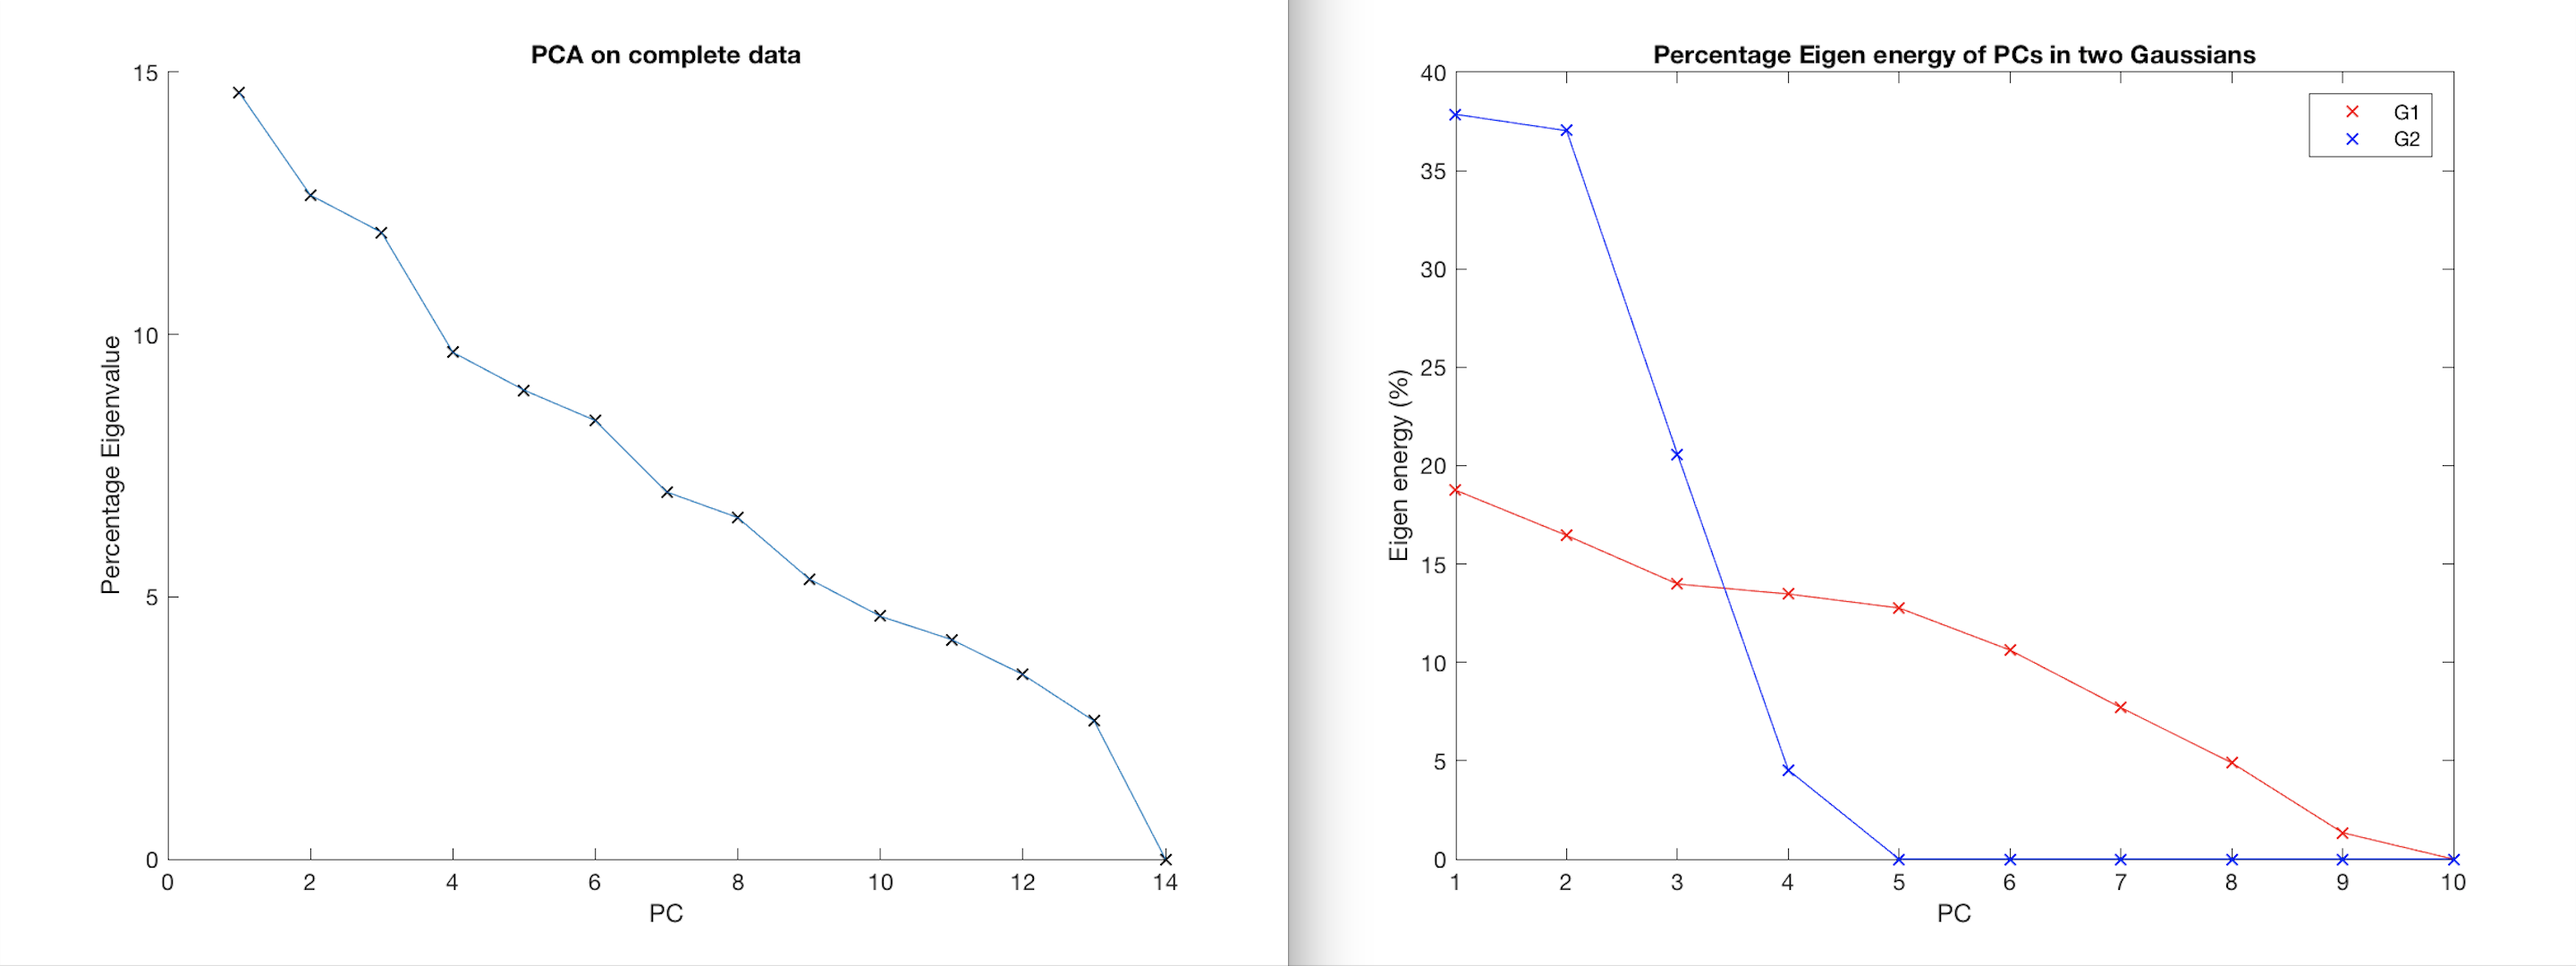 PCA on complete data
15
10
5
0
Percentage Eigenvalue
0 2 4 6 8 10 12 14
PC
Percentage Eigen energy of PCs in two Gaussians
40
35
30
25
20
15
10
5
0
Eigen energy (%)
G1
G2
1 2 3 4 5 6 7 8 9 10
PC